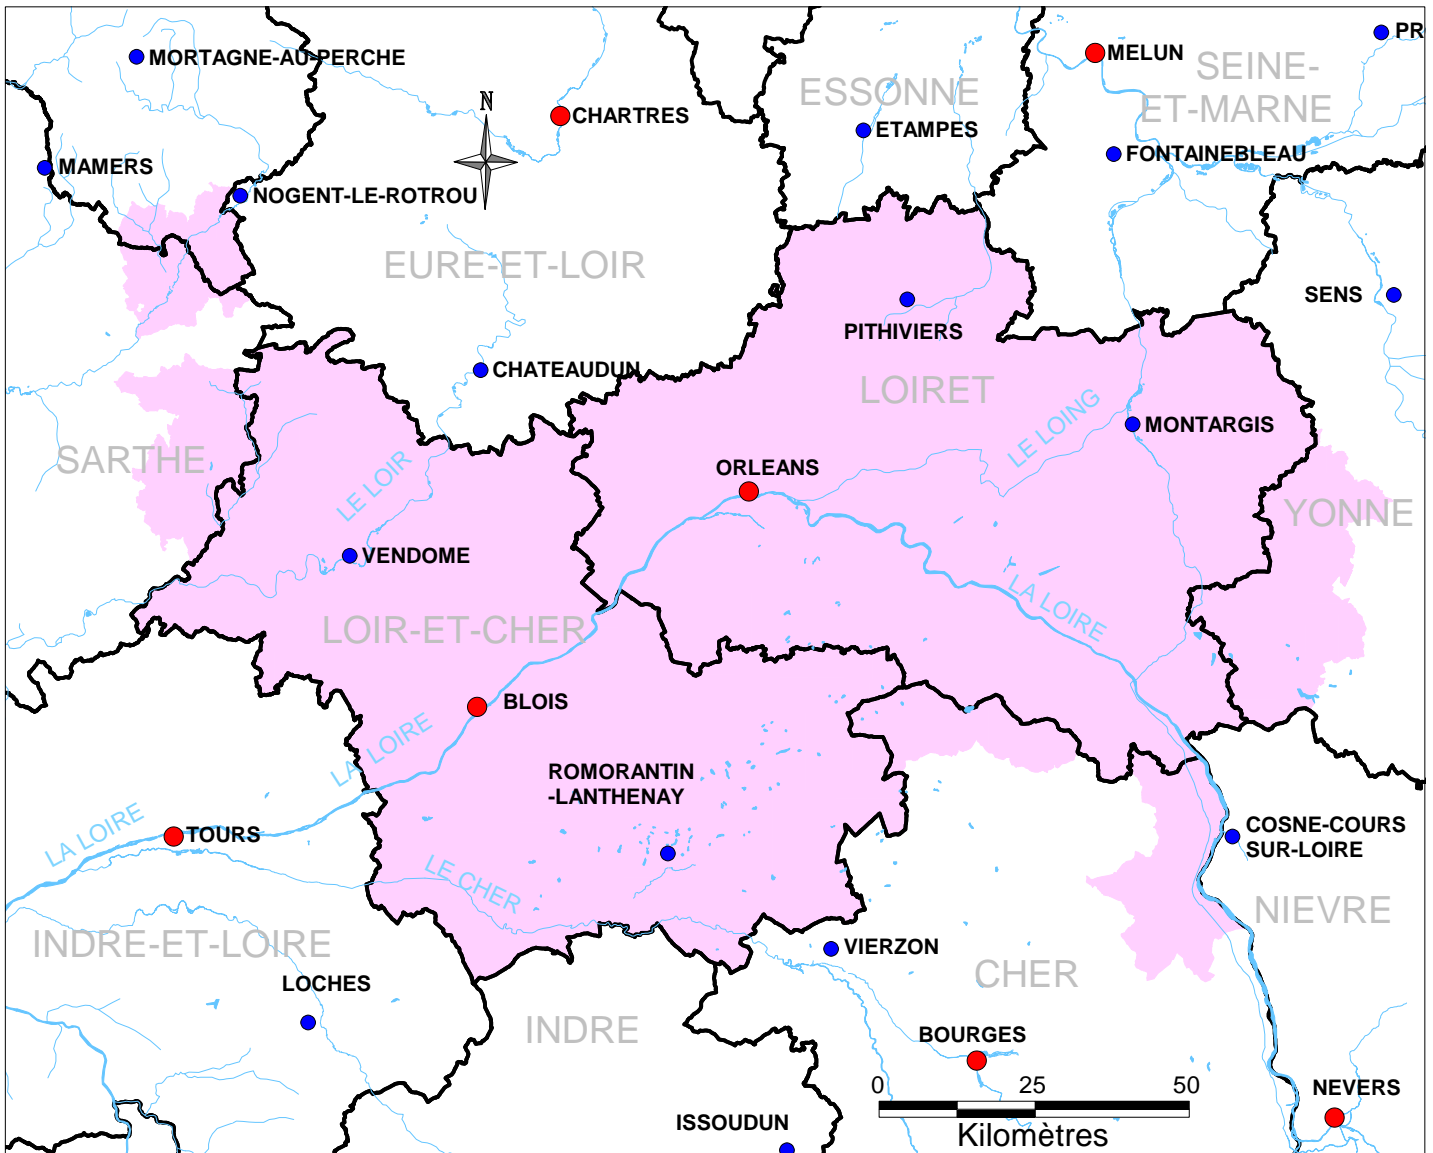 PR
MELUN
SEINE-
ET-MARNE
MORTAGNE-AU-PERCHE
ESSONNE
N
CHARTRES
ETAMPES
FONTAINEBLEAU
MAMERS
NOGENT-LE-ROTROU
EURE-ET-LOIR
SENS
PITHIVIERS
CHATEAUDUN
LOIRET
LE LOING
MONTARGIS
SARTHE
LE LOIR
ORLEANS
YONNE
VENDOME
LA LOIRE
LOIR-ET-CHER
BLOIS
LA LOIRE
ROMORANTIN
-LANTHENAY
LA LOIRE
TOURS
COSNE-COURS
SUR-LOIRE
LE CHER
NIEVRE
INDRE-ET-LOIRE
VIERZON
CHER
LOCHES
INDRE
BOURGES
0 25 50
Kilomètres
NEVERS
ISSOUDUN